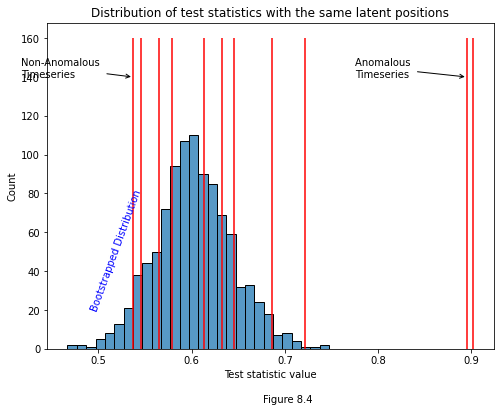 Distribution of test statistics with the same latent positions
160
140
120
100
80
60
40
20
0
Count
Non-Anomalous
Timeseries
Anomalous
Timeseries
Bootstrapped Distribution
0.5 0.6 0.7 0.8 0.9
Test statistic value
Figure 8.4